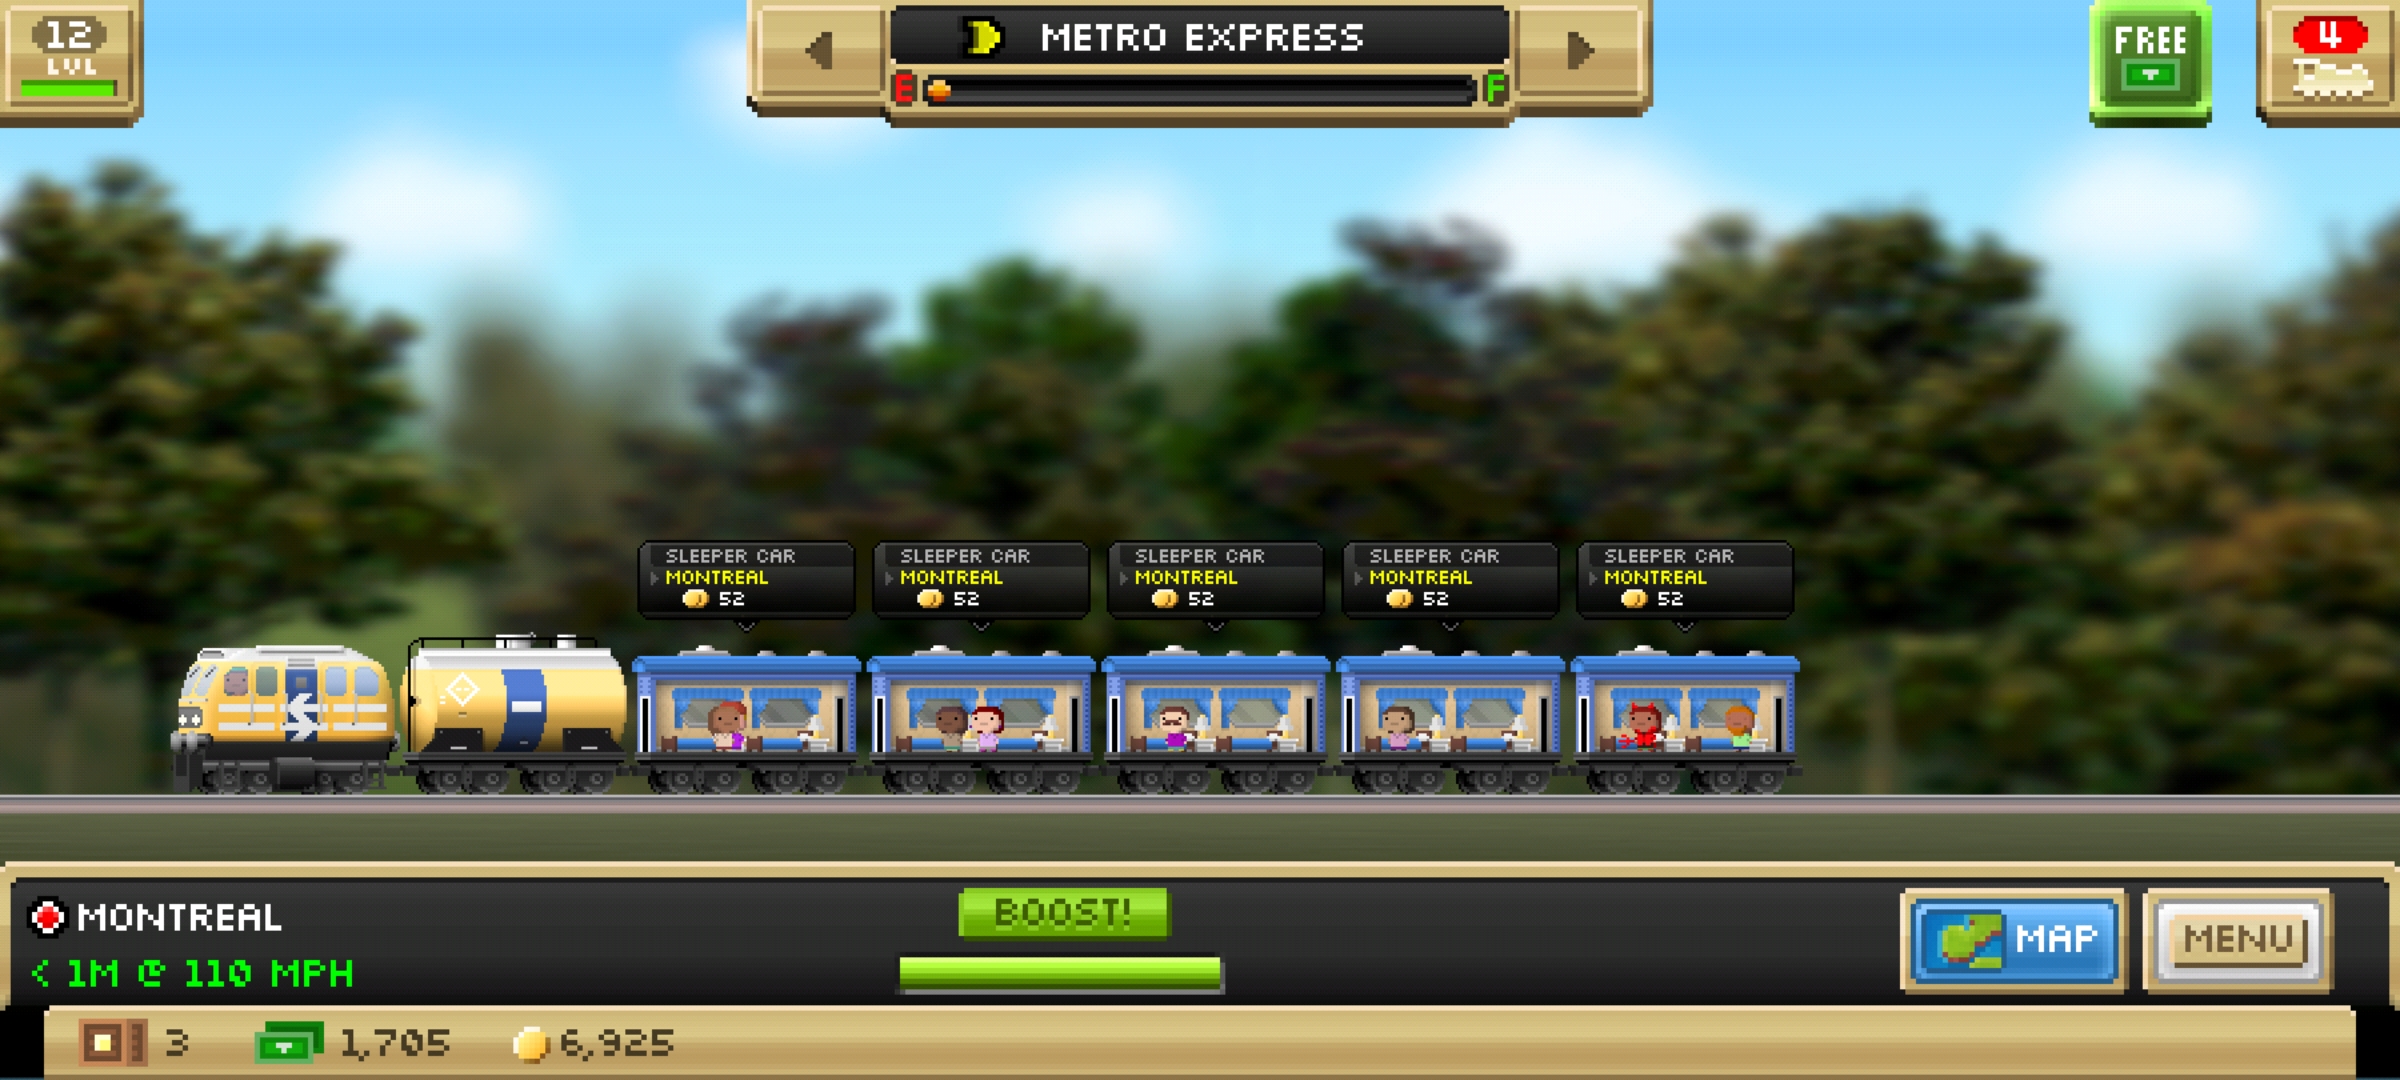 12
LVL
METRO EXPRESS
E F
FREE
4
SLEEPER CAR
MONTREAL
52
SLEEPER CAR
MONTREAL
52
SLEEPER CAR
MONTREAL
52
SLEEPER CAR
MONTREAL
52
SLEEPER CAR
MONTREAL
52
MONTREAL
< 1M @ 110 MPH
BOOST!
MAP
MENU
3 1,705 6,925